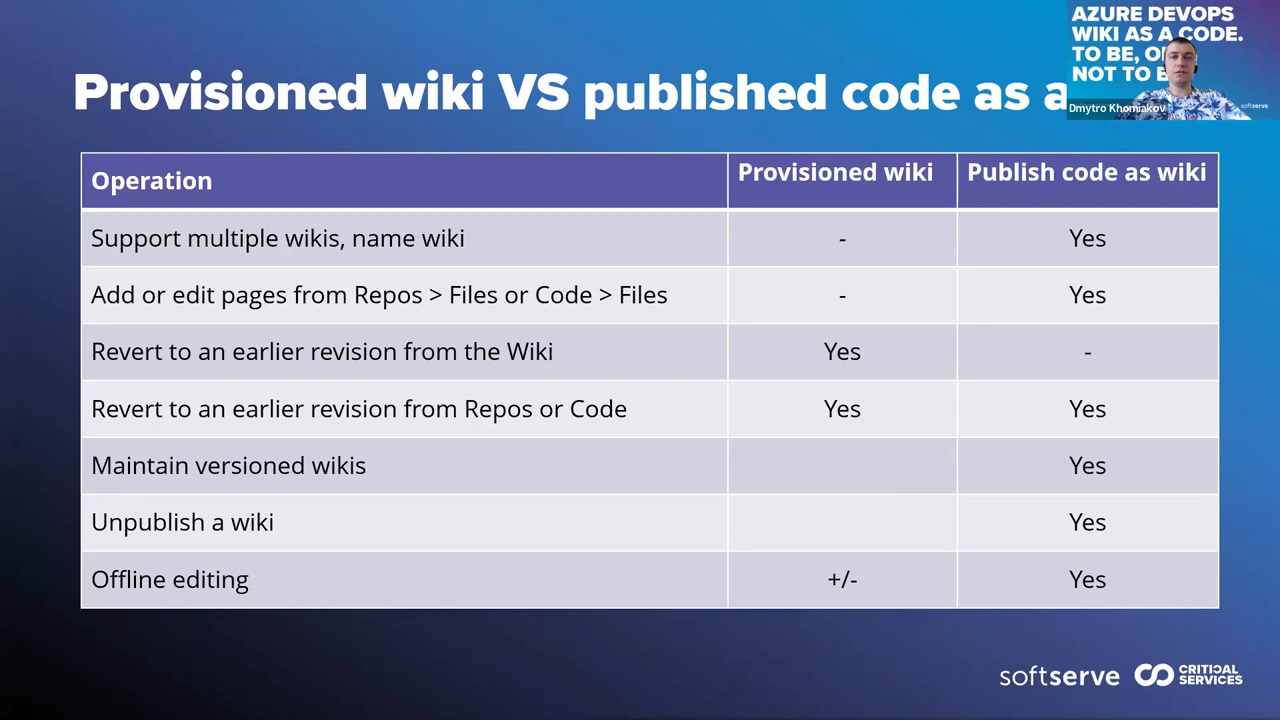 AZURE DEVOPS
WIKI AS A CODE.
TO BE, O
NOT TO B
Dmytro Khomiakov
softserve
Provisioned wiki VS published code as a
Operation Provisioned wiki Publish code as wiki
Support multiple wikis, name wiki - Yes
Add or edit pages from Repos > Files or Code > Files - Yes
Revert to an earlier revision from the Wiki Yes -
Revert to an earlier revision from Repos or Code Yes Yes
Maintain versioned wikis Yes
Unpublish a wiki Yes
Offline editing +/- Yes
softserve CRITICAL
SERVICES